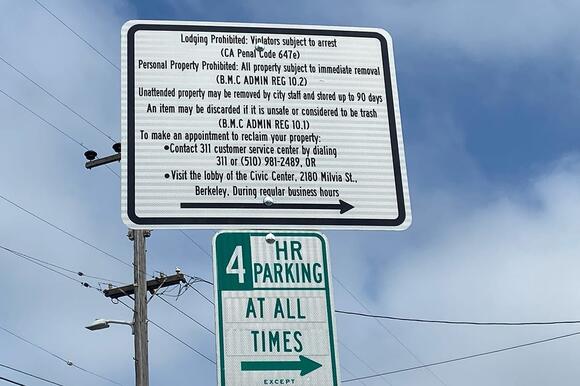 Lodging Prohibited: Violators subject to arrest
(CA Penal Code 647e)
Personal Property Prohibited: All property subject to immediate removal
(B.M.C ADMIN REG 10.2)
Unattended property may be removed by city staff and stored up to 90 days
An item may be discarded if it is unsafe or considered to be trash
(B.M.C ADMIN REG 10.1)
To make an appointment to reclaim your property:
•Contact 311 customer service center by dialing
311 or (510) 981-2489, OR
•Visit the lobby of the Civic Center, 2180 Milvia St.,
Berkeley, During regular business hours
4 HR
PARKING
AT ALL
TIMES
EXCEPT